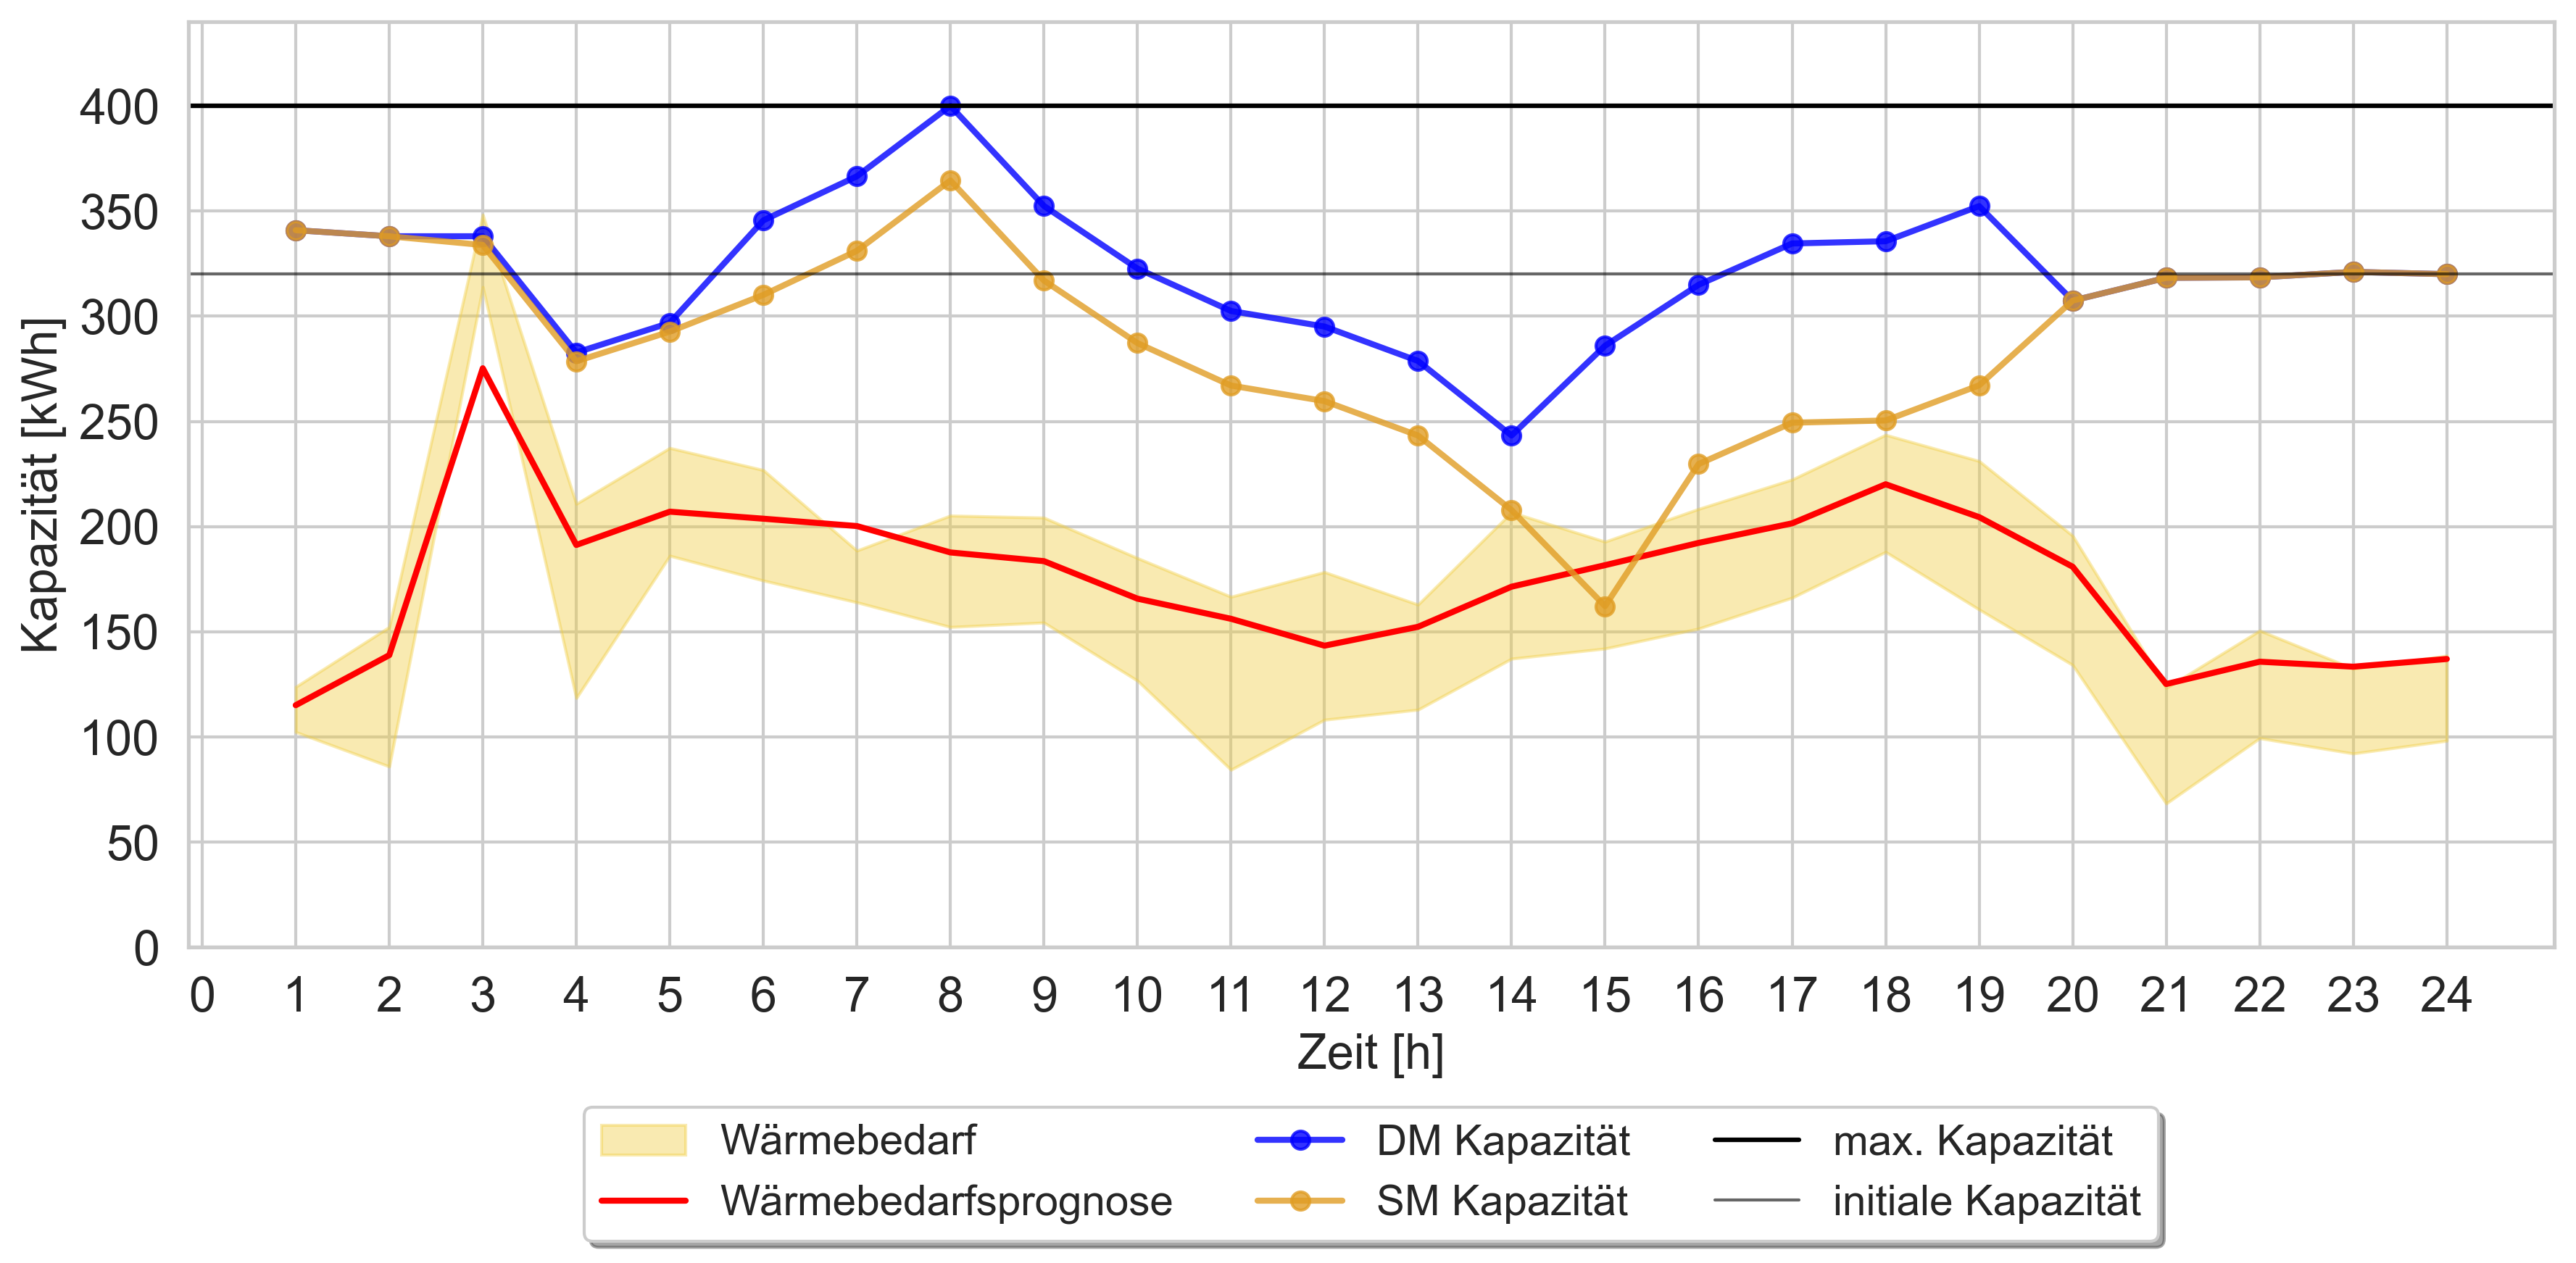 Kapazität [kWh]
400
350
300
250
200
150
100
50
0
0 1 2 3 4 5 6 7 8 9 10 11 12 13 14 15 16 17 18 19 20 21 22 23 24
Zeit [h]
Wärmebedarf DM Kapazität max. Kapazität
Wärmebedarfsprognose SM Kapazität initiale Kapazität